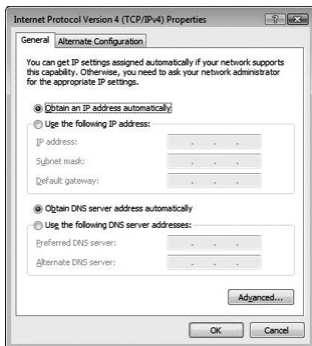 Internet Protocol Version 4 (TCP/IPv4) Properties
General
Alternate Configuration
You can get IP settings assigned automatically if your network supports
this capability. Otherwise, you need to ask your network administrator
for the appropriate IP settings.
Obtain an IP address automatically
Use the following IP address:
IP address:
Subnet mask:
Default gateway:
Obtain DNS server address automatically
Use the following DNS server addresses:
Preferred DNS server:
Alternate DNS server:
Advanced...
OK
Cancel